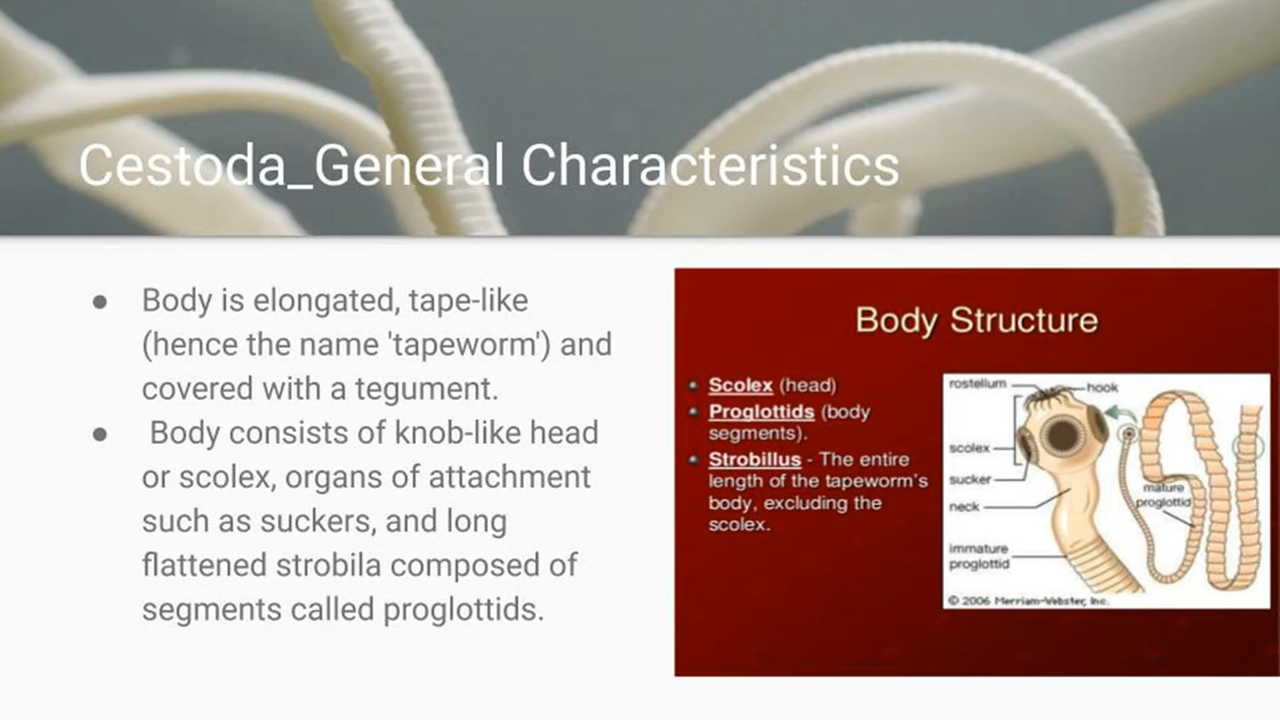 Cestoda_General Characteristics
● Body is elongated, tape-like
(hence the name 'tapeworm') and
covered with a tegument.
● Body consists of knob-like head
or scolex, organs of attachment
such as suckers, and long
flattened strobila composed of
segments called proglottids.
Body Structure
• Scolex (head)
• Proglottids (body
segments).
• Strobillus - The entire
length of the tapeworm's
body, excluding the
scolex.
rostellum
hook
scolex
sucker
neck
immature
proglottid
mature
proglottid
© 2006 Merriam-Webster, Inc.